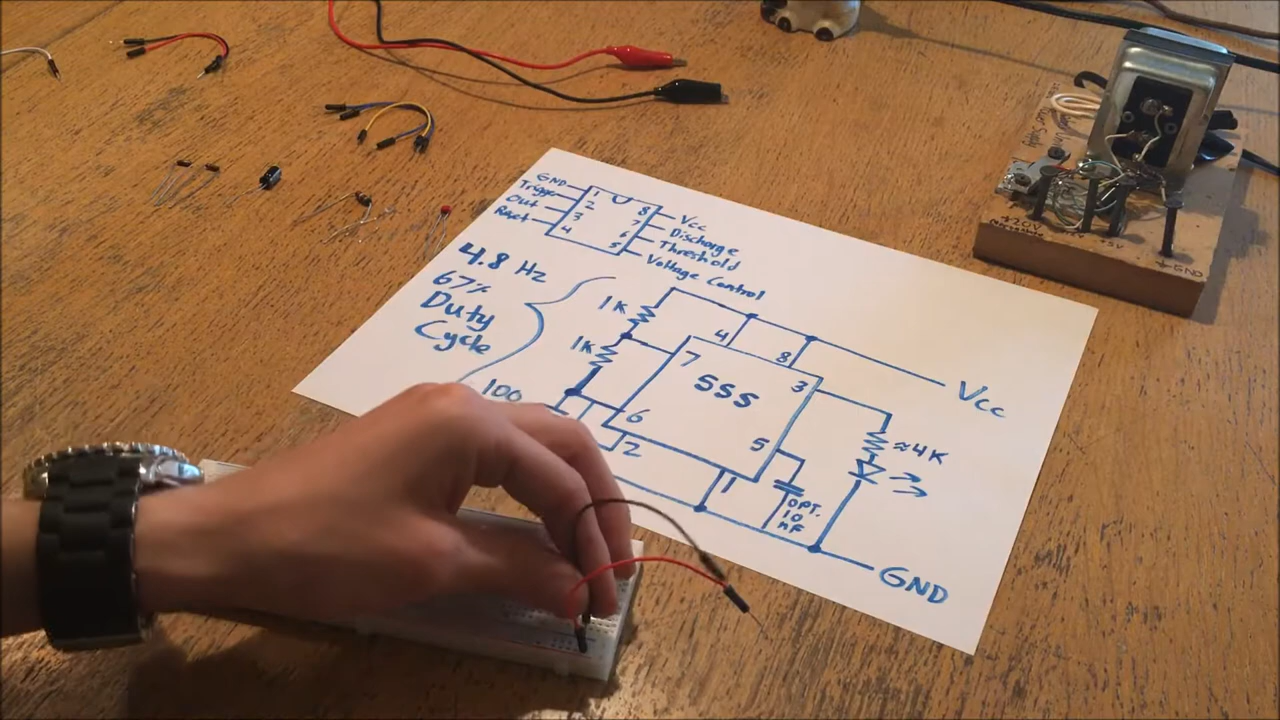 GND
Trigger
Out
Reset
1
2
3
4
8
7
6
5
Vcc
Discharge
Threshold
Voltage Control
4.8 Hz
67%
Duty
Cycle
1K
1K
100
4
8
7
3
555
6
2
5
1
Vcc
≈4K
OPT.
10
nF
GND
GND